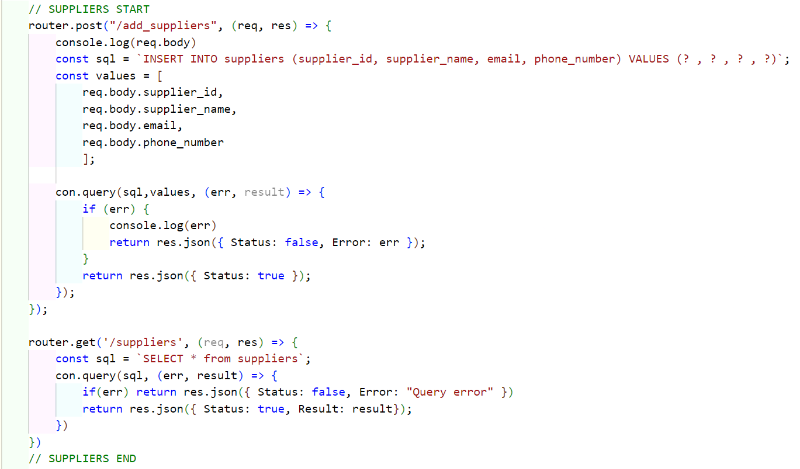 // SUPPLIERS START
router.post("/add_suppliers", (req, res) => {
    console.log(req.body)
    const sql = `INSERT INTO suppliers (supplier_id, supplier_name, email, phone_number) VALUES (? , ? , ? , ?)`;
    const values = [
        req.body.supplier_id,
        req.body.supplier_name,
        req.body.email,
        req.body.phone_number
        ];

    con.query(sql,values, (err, result) => {
        if (err) {
            console.log(err)
            return res.json({ Status: false, Error: err });
        }
        return res.json({ Status: true });
    });
});

router.get('/suppliers', (req, res) => {
    const sql = `SELECT * from suppliers`;
    con.query(sql, (err, result) => {
        if(err) return res.json({ Status: false, Error: "Query error" })
        return res.json({ Status: true, Result: result});
    })
})
// SUPPLIERS END